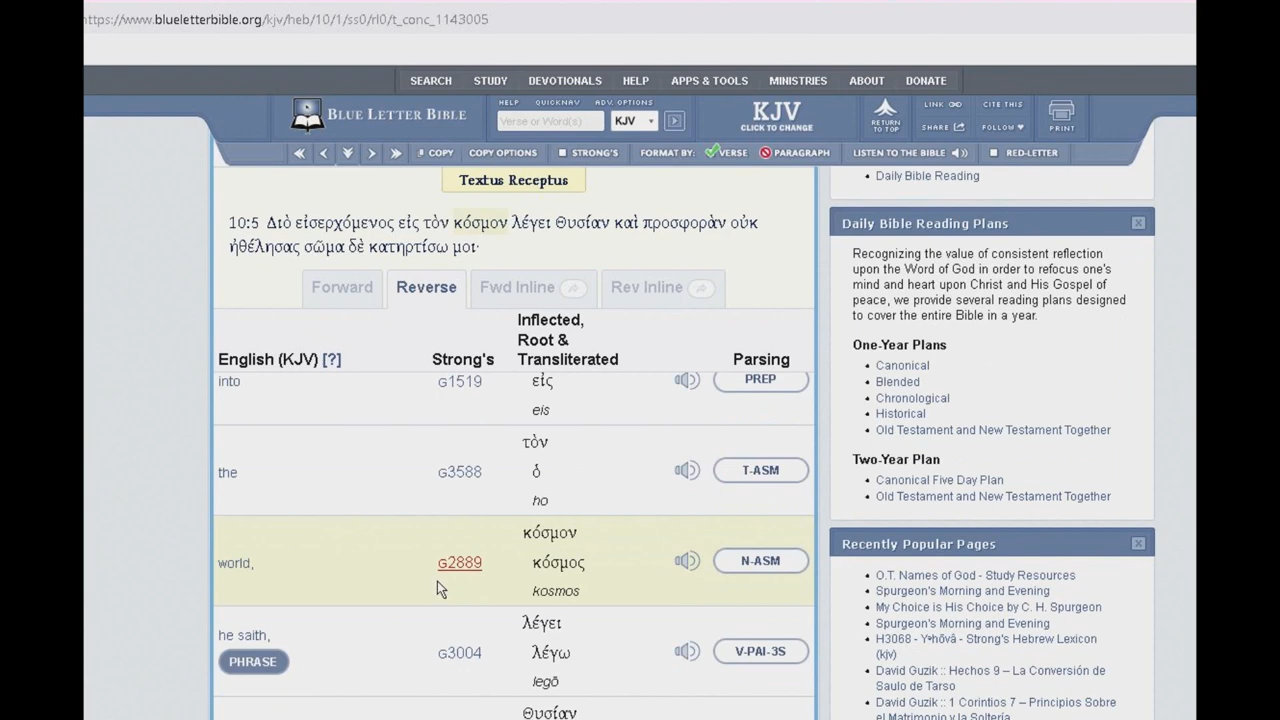 https://www.blueletterbible.org/kjv/heb/10/1/ss0/rl0/t_conc_1143005
SEARCH STUDY DEVOTIONALS HELP APPS & TOOLS MINISTRIES ABOUT DONATE
BLUE LETTER BIBLE
HELP QUICKNAV ADV. OPTIONS
Verse or Word(s) KJV
KJV
CLICK TO CHANGE
RETURN
TO TOP
LINK CITE THIS
SHARE FOLLOW
PRINT
COPY COPY OPTIONS STRONG'S FORMAT BY: VERSE PARAGRAPH LISTEN TO THE BIBLE RED-LETTER
Textus Receptus
10:5 Διὸ εἰσερχόμενος εἰς τὸν κόσμον λέγει Θυσίαν καὶ προσφορὰν οὐκ
ἠθέλησας σῶμα δὲ κατηρτίσω μοι·
Forward Reverse Fwd Inline Rev Inline
English (KJV) [?] Strong's Inflected,
Root &
Transliterated Parsing
into G1519 εἰς PREP
eis
τὸν
the G3588 ὁ T-ASM
ho
κόσμον
world, G2889 κόσμος N-ASM
kosmos
λέγει
he saith,
PHRASE G3004 λέγω V-PAI-3S
legō
Θυσίαν
Daily Bible Reading
Daily Bible Reading Plans
Recognizing the value of consistent reflection
upon the Word of God in order to refocus one's
mind and heart upon Christ and His Gospel of
peace, we provide several reading plans designed
to cover the entire Bible in a year.
One-Year Plans
Canonical
Blended
Chronological
Historical
Old Testament and New Testament Together
Two-Year Plan
Canonical Five Day Plan
Old Testament and New Testament Together
Recently Popular Pages
O.T. Names of God - Study Resources
Spurgeon's Morning and Evening
My Choice is His Choice by C. H. Spurgeon
Spurgeon's Morning and Evening
H3068 - Yᵊhōvâ - Strong's Hebrew Lexicon
(kjv)
David Guzik :: Hechos 9 – La Conversión de
Saulo de Tarso
David Guzik :: 1 Corintios 7 – Principios Sobre
el Matrimonio y la Soltería